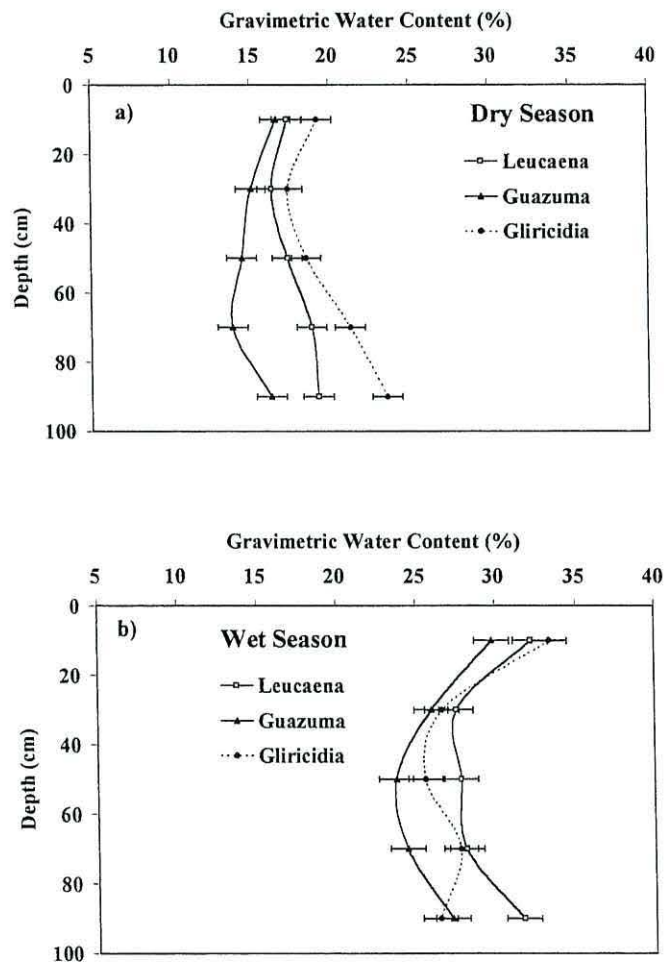 Gravimetric Water Content (%)
5 10 15 20 25 30 35 40
0
a)
Dry Season
20
Leucaena
Guazuma
40
Gliricidia
Depth (cm)
60
80
100
Gravimetric Water Content (%)
5 10 15 20 25 30 35 40
0
b)
Wet Season
20
Leucaena
Guazuma
40
Gliricidia
Depth (cm)
60
80
100